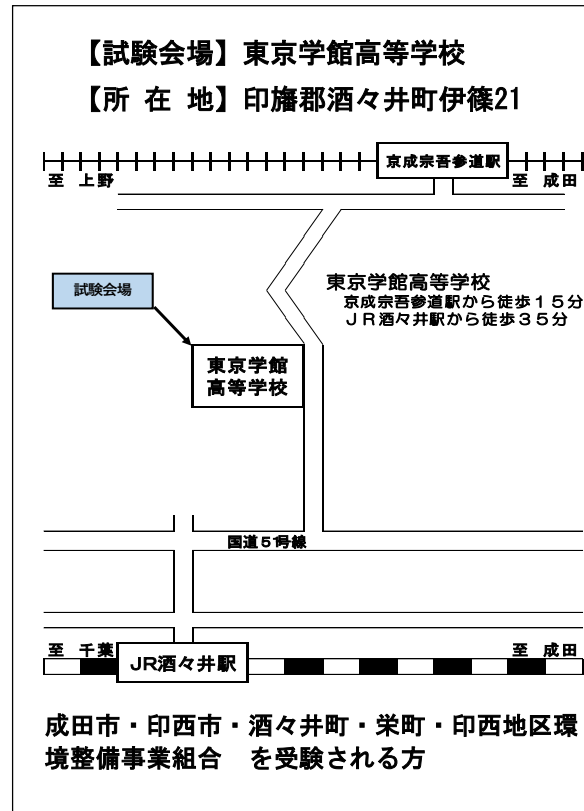 【試験会場】東京学館高等学校
【所 在 地】印旛郡酒々井町伊篠21
京成宗吾参道駅
至 上野
至 成田
試験会場
東京学館高等学校
京成宗吾参道駅から徒歩15分
JR酒々井駅から徒歩35分
東京学館
高等学校
国道51号線
至 千葉
JR酒々井駅
至 成田
成田市・印西市・酒々井町・栄町・印西地区環
境整備事業組合　を受験される方